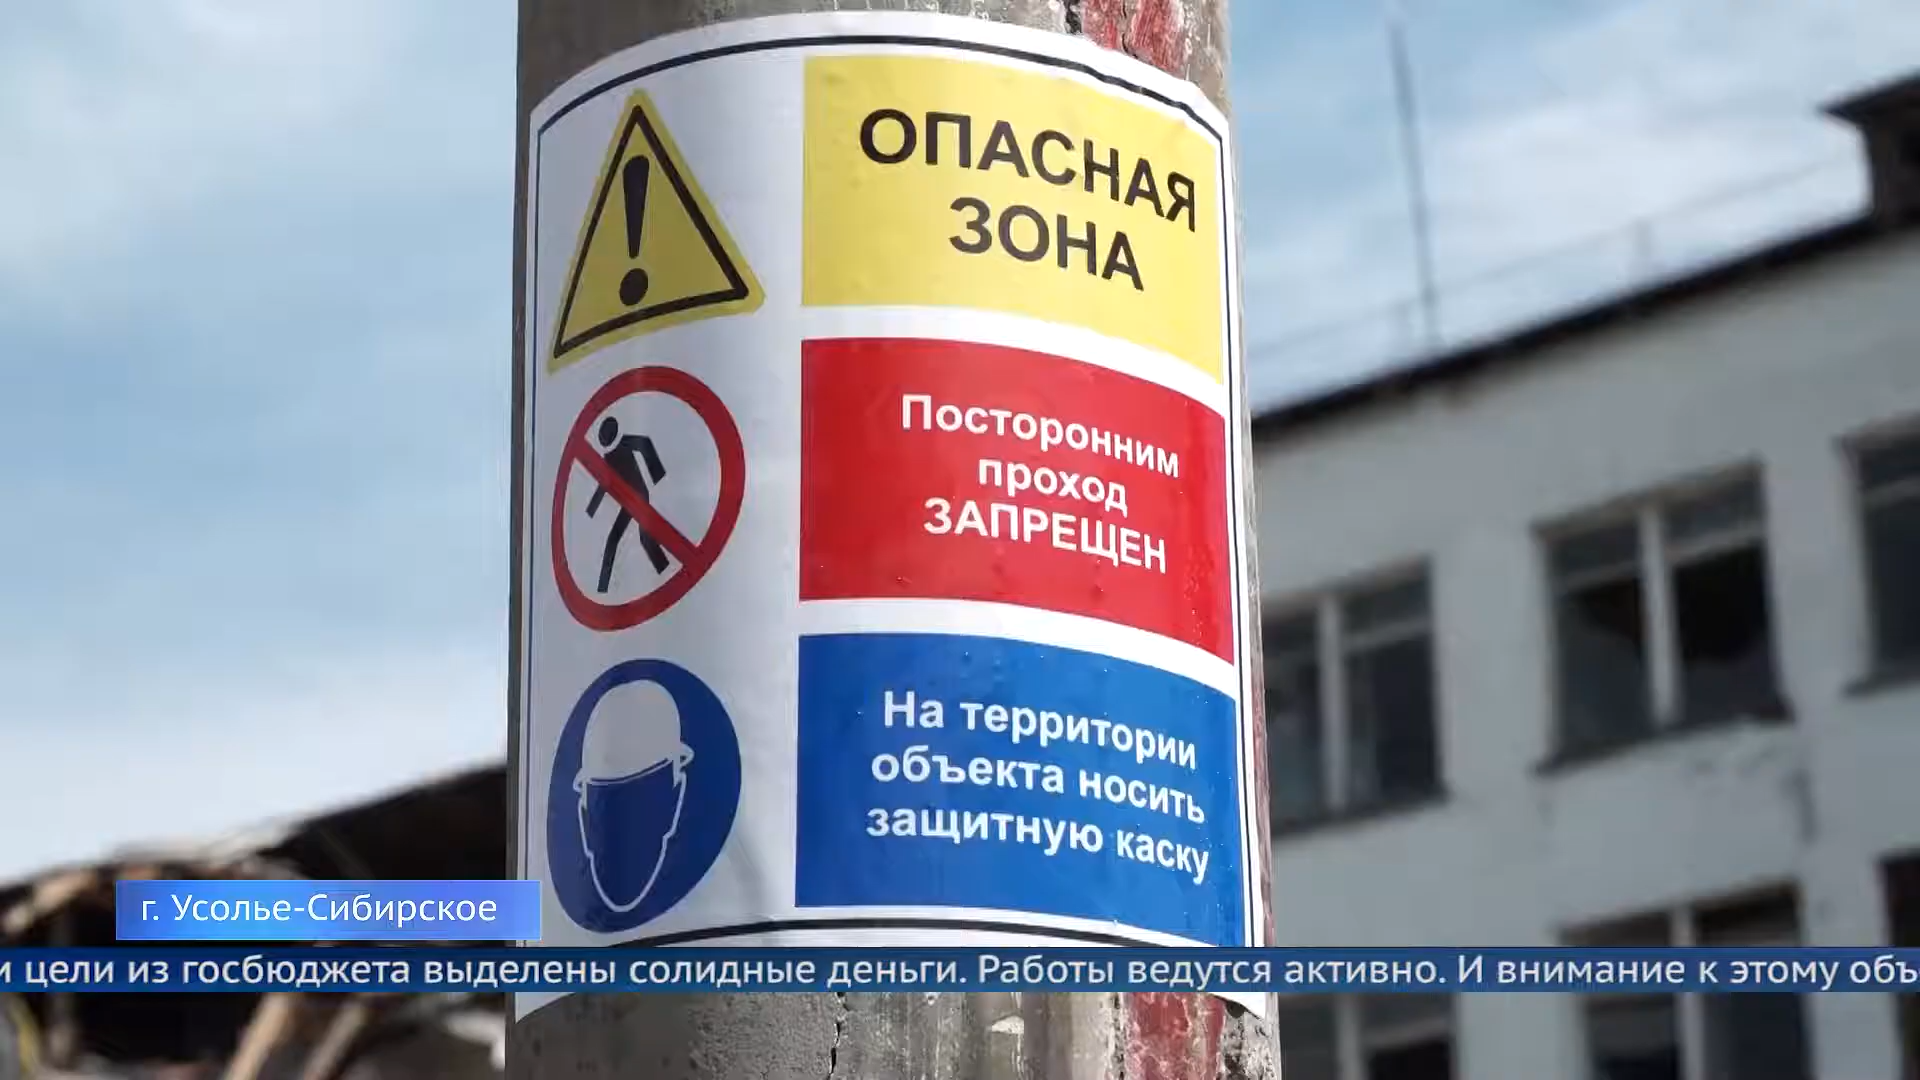 ОПАСНАЯ
ЗОНА
Посторонним
проход
ЗАПРЕЩЕН
На территории
объекта носить
защитную каску
г. Усолье-Сибирское
и цели из госбюджета выделены солидные деньги. Работы ведутся активно. И внимание к этому